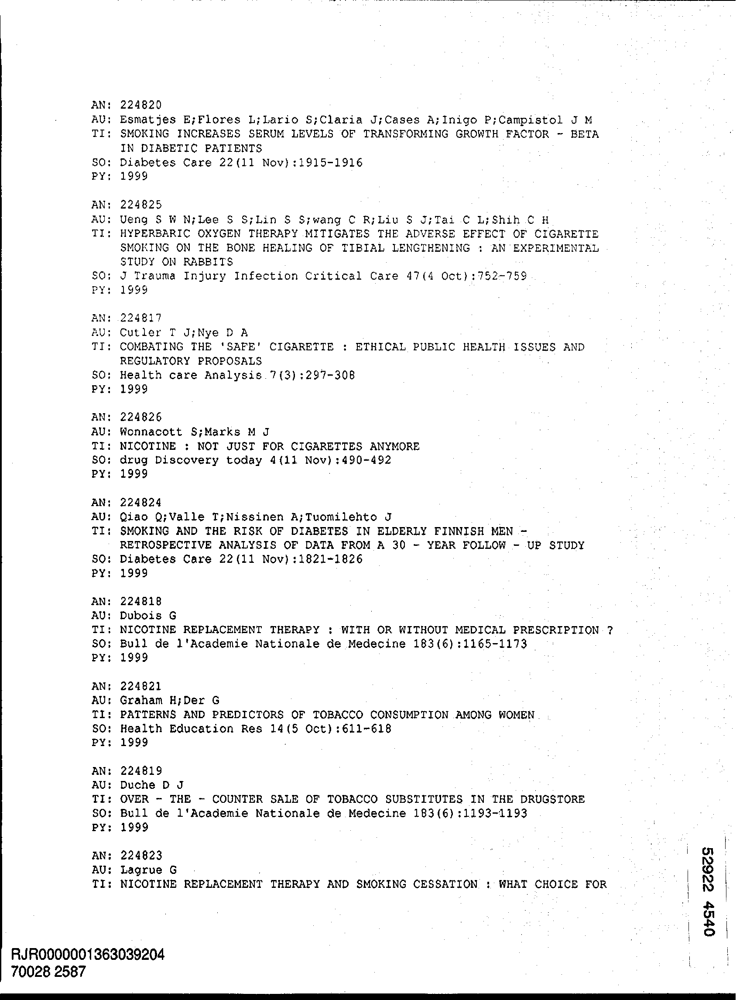 AN: 224820
AU: Esmatjes E;Flores L;Lario S;Claria J;Cases A;Inigo P;Campistol J M
TI: SMOKING INCREASES SERUM LEVELS OF TRANSFORMING GROWTH FACTOR - BETA
IN DIABETIC PATIENTS
SO: Diabetes Care 22(11 Nov):1915-1916
PY: 1999
AN: 224825
AU: Ueng S W N;Lee S S;Lin S S;wang C R;Liu S J;Tai C L;Shih C H
TI: HYPERBARIC OXYGEN THERAPY MITIGATES THE ADVERSE EFFECT OF CIGARETTE
SMOKING ON THE BONE HEALING OF TIBIAL LENGTHENING : AN EXPERIMENTAL
STUDY ON RABBITS
SO: J Trauma Injury Infection Critical Care 47(4 Oct):752-759
PY: 1999
AN: 224817
AU: Cutler T J;Nye D A
TI: COMBATING THE 'SAFE' CIGARETTE : ETHICAL PUBLIC HEALTH ISSUES AND
REGULATORY PROPOSALS
SO: Health care Analysis 7(3):297-308
PY: 1999
AN: 224826
AU: Wonnacott S;Marks M J
TI: NICOTINE : NOT JUST FOR CIGARETTES ANYMORE
SO: drug Discovery today 4(11 Nov):490-492
PY: 1999
AN: 224824
AU: Qiao Q;Valle T;Nissinen A;Tuomilehto J
TI: SMOKING AND THE RISK OF DIABETES IN ELDERLY FINNISH MEN -
RETROSPECTIVE ANALYSIS OF DATA FROM A 30 - YEAR FOLLOW - UP STUDY
SO: Diabetes Care 22(11 Nov):1821-1826
PY: 1999
AN: 224818
AU: Dubois G
TI: NICOTINE REPLACEMENT THERAPY : WITH OR WITHOUT MEDICAL PRESCRIPTION ?
SO: Bull de l'Academie Nationale de Medecine 183(6):1165-1173
PY: 1999
AN: 224821
AU: Graham H;Der G
TI: PATTERNS AND PREDICTORS OF TOBACCO CONSUMPTION AMONG WOMEN
SO: Health Education Res 14(5 Oct):611-618
PY: 1999
AN: 224819
AU: Duche D J
TI: OVER - THE - COUNTER SALE OF TOBACCO SUBSTITUTES IN THE DRUGSTORE
SO: Bull de l'Academie Nationale de Medecine 183(6):1193-1193
PY: 1999
AN: 224823
AU: Lagrue G
TI: NICOTINE REPLACEMENT THERAPY AND SMOKING CESSATION : WHAT CHOICE FOR
52922 4540
RJR0000001363039204
70028 2587